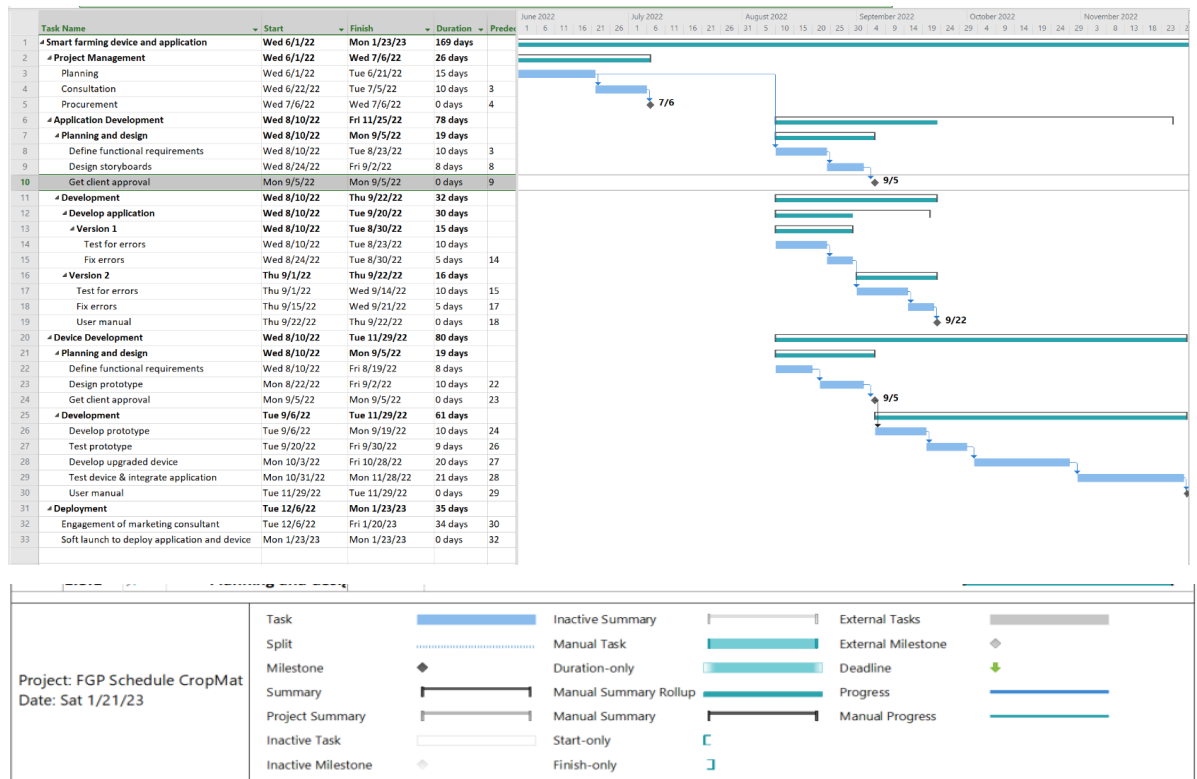 June 2022 July 2022 August 2022 September 2022 October 2022 November 2022
Task Name Start Finish Duration Predec 1 6 11 16 21 26 1 6 11 16 21 26 31 5 10 15 20 25 30 4 9 14 19 24 29 4 9 14 19 24 29 3 8 13 18 23
1 Smart farming device and application Wed 6/1/22 Mon 1/23/23 169 days
2 Project Management Wed 6/1/22 Wed 7/6/22 26 days
3 Planning Wed 6/1/22 Tue 6/21/22 15 days
4 Consultation Wed 6/22/22 Tue 7/5/22 10 days 3
5 Procurement Wed 7/6/22 Wed 7/6/22 0 days 4 7/6
6 Application Development Wed 8/10/22 Fri 11/25/22 78 days
7 Planning and design Wed 8/10/22 Mon 9/5/22 19 days
8 Define functional requirements Wed 8/10/22 Tue 8/23/22 10 days 3
9 Design storyboards Wed 8/24/22 Fri 9/2/22 8 days 8
10 Get client approval Mon 9/5/22 Mon 9/5/22 0 days 9 9/5
11 Development Wed 8/10/22 Thu 9/22/22 32 days
12 Develop application Wed 8/10/22 Tue 9/20/22 30 days
13 Version 1 Wed 8/10/22 Tue 8/30/22 15 days
14 Test for errors Wed 8/10/22 Tue 8/23/22 10 days
15 Fix errors Wed 8/24/22 Tue 8/30/22 5 days 14
16 Version 2 Thu 9/1/22 Thu 9/22/22 16 days
17 Test for errors Thu 9/1/22 Wed 9/14/22 10 days 15
18 Fix errors Thu 9/15/22 Wed 9/21/22 5 days 17
19 User manual Thu 9/22/22 Thu 9/22/22 0 days 18 9/22
20 Device Development Wed 8/10/22 Tue 11/29/22 80 days
21 Planning and design Wed 8/10/22 Mon 9/5/22 19 days
22 Define functional requirements Wed 8/10/22 Fri 8/19/22 8 days
23 Design prototype Mon 8/22/22 Fri 9/2/22 10 days 22
24 Get client approval Mon 9/5/22 Mon 9/5/22 0 days 23 9/5
25 Development Tue 9/6/22 Tue 11/29/22 61 days
26 Develop prototype Tue 9/6/22 Mon 9/19/22 10 days 24
27 Test prototype Tue 9/20/22 Fri 9/30/22 9 days 26
28 Develop upgraded device Mon 10/3/22 Fri 10/28/22 20 days 27
29 Test device & integrate application Mon 10/31/22 Mon 11/28/22 21 days 28
30 User manual Tue 11/29/22 Tue 11/29/22 0 days 29
31 Deployment Tue 12/6/22 Mon 1/23/23 35 days
32 Engagement of marketing consultant Tue 12/6/22 Fri 1/20/23 34 days 30
33 Soft launch to deploy application and device Mon 1/23/23 Mon 1/23/23 0 days 32
Project: FGP Schedule CropMat
Date: Sat 1/21/23
Task Inactive Summary External Tasks
Split Manual Task External Milestone
Milestone Duration-only Deadline
Summary Manual Summary Rollup Progress
Project Summary Manual Summary Manual Progress
Inactive Task Start-only
Inactive Milestone Finish-only